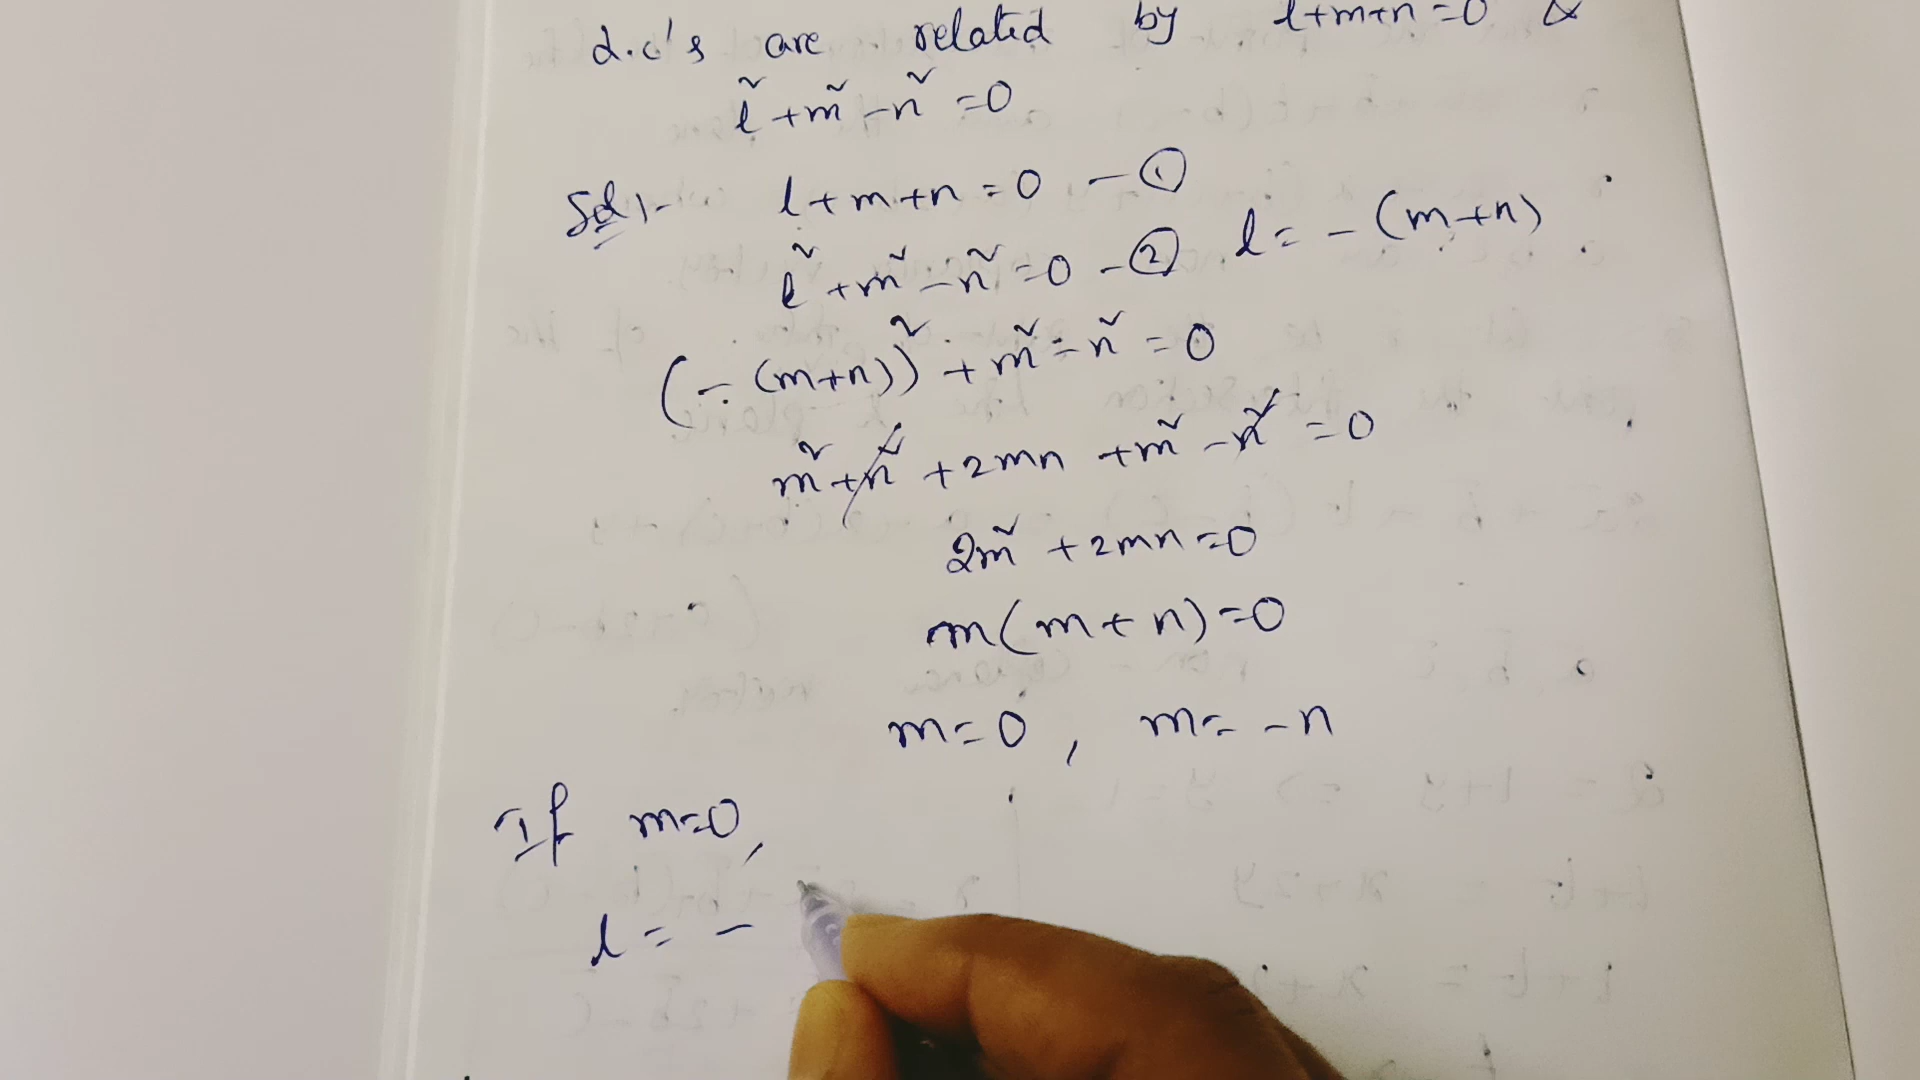 d.c's are related by l+m+n=0 &
l²+m²-n²=0
Sol:- l+m+n=0 - ①
l²+m²-n²=0 - ② l=-(m+n)
(-(m+n))²+m²-n²=0
m²+n²+2mn+m²-n²=0
2m²+2mn=0
m(m+n)=0
m=0, m=-n
If m=0,
l=-